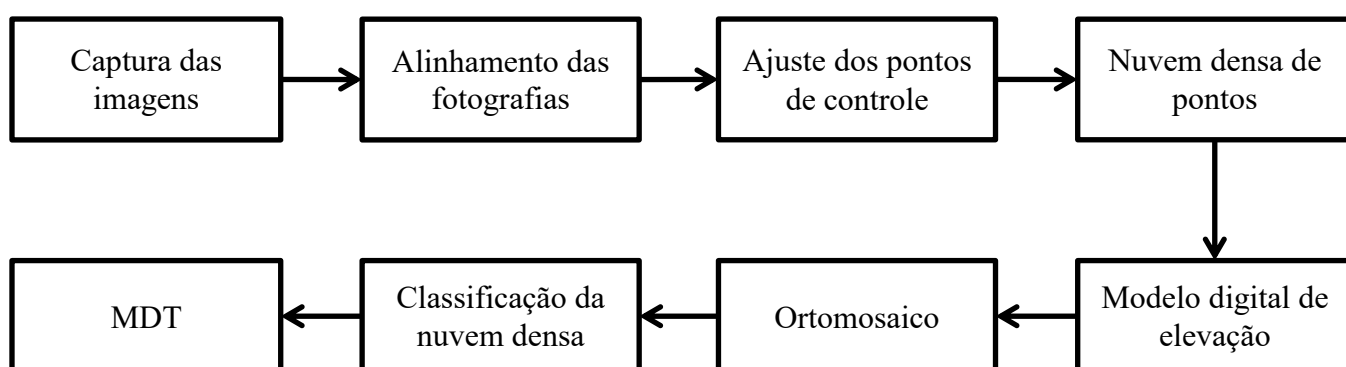 Captura das
imagens
Alinhamento das
fotografias
Ajuste dos pontos
de controle
Nuvem densa de
pontos
MDT
Classificação da
nuvem densa
Ortomosaico
Modelo digital de
elevação